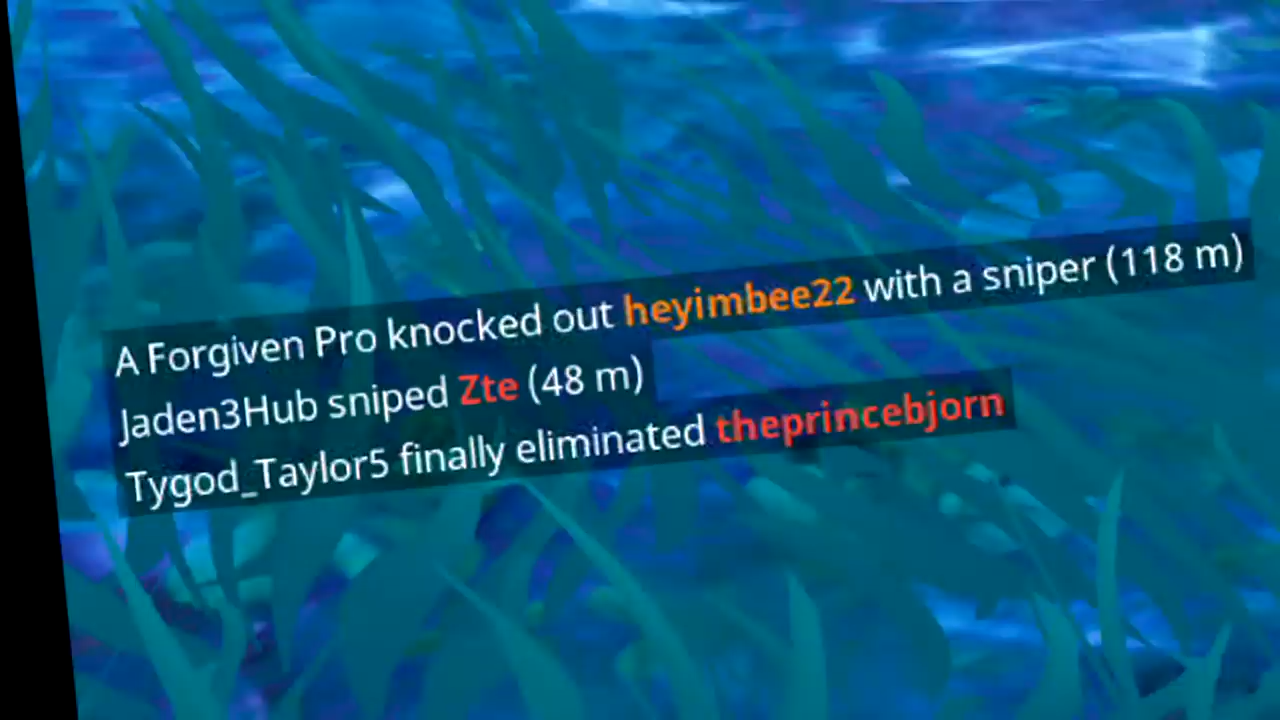 A Forgiven Pro knocked out heyimbee22 with a sniper (118 m)
Jaden3Hub sniped Zte (48 m)
Tygod_Taylor5 finally eliminated theprincebjorn